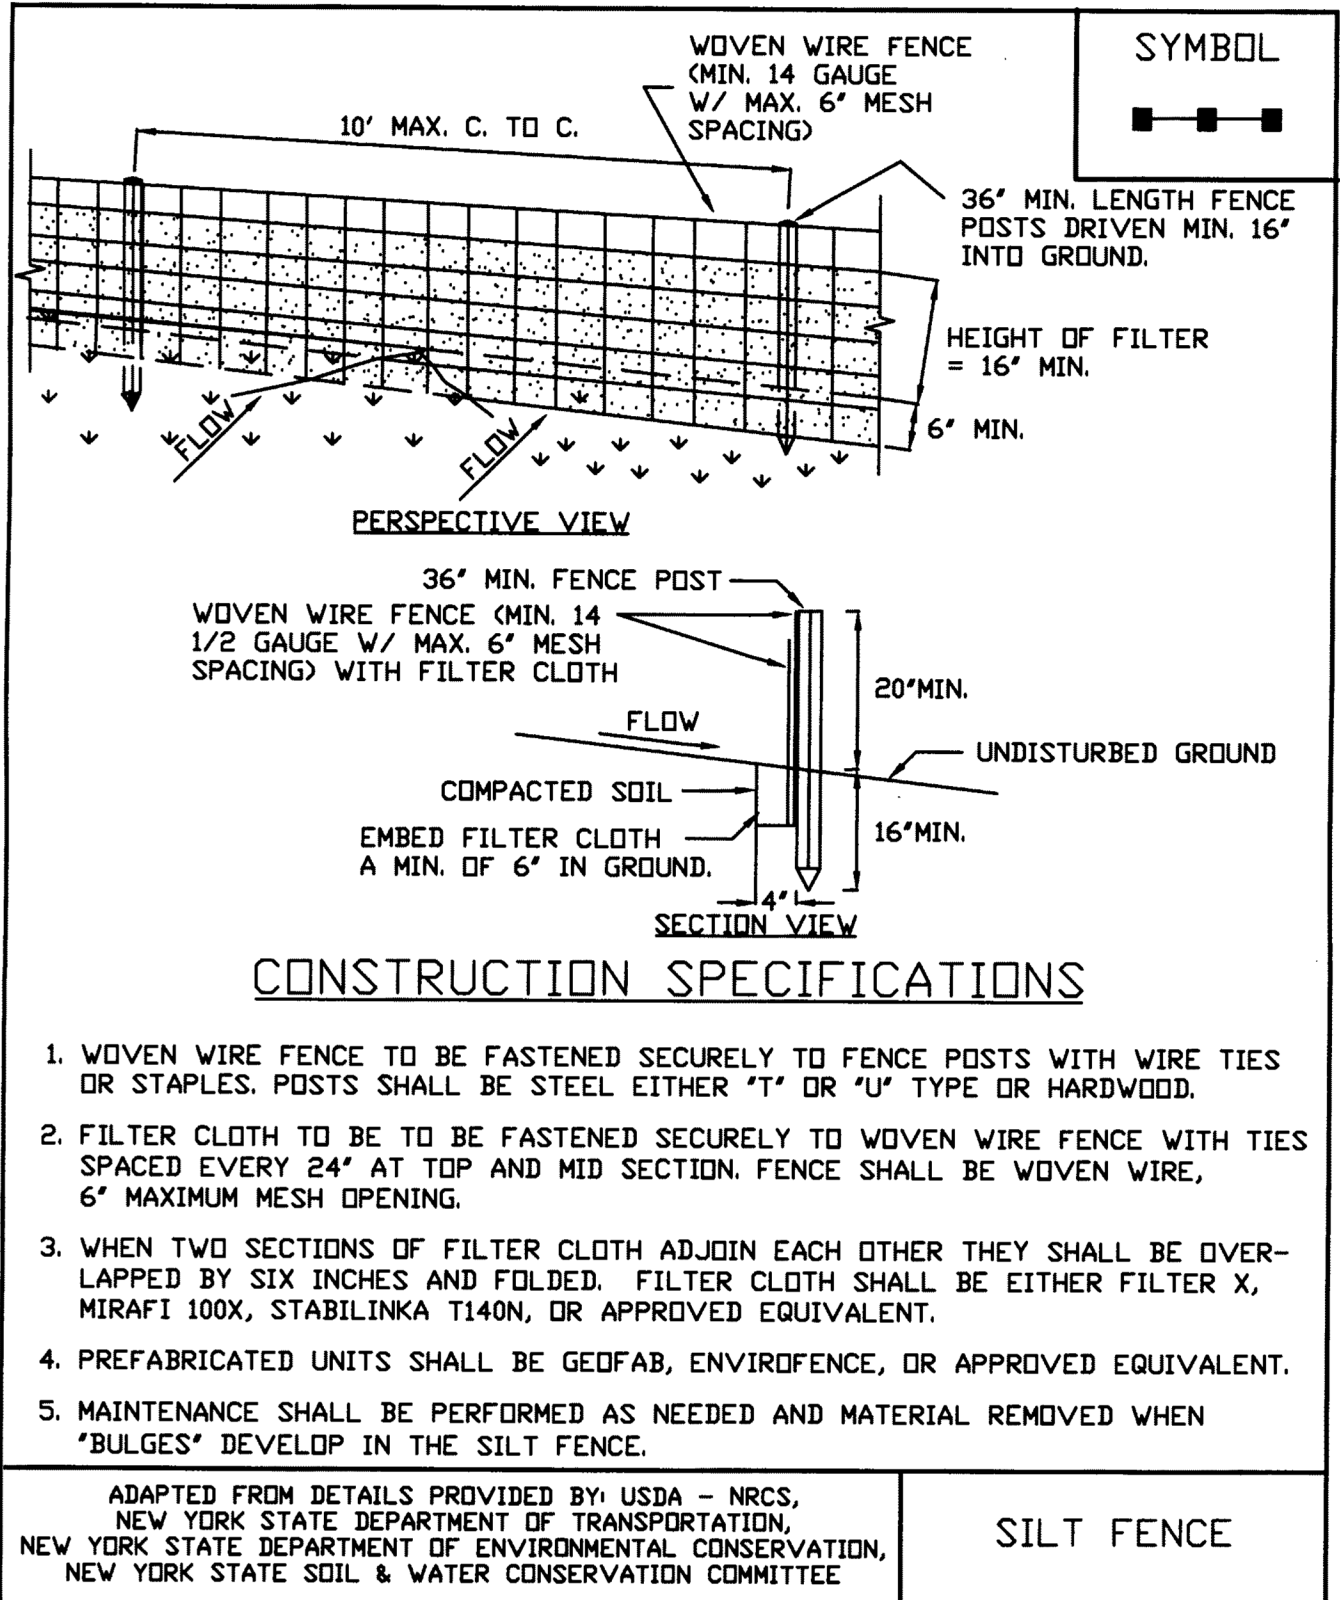 WOVEN WIRE FENCE
(MIN. 14 GAUGE
W/ MAX. 6" MESH
SPACING)
SYMBOL
10' MAX. C. TO C.
36" MIN. LENGTH FENCE
POSTS DRIVEN MIN. 16"
INTO GROUND.
HEIGHT OF FILTER
= 16" MIN.
6" MIN.
FLOW
FLOW
PERSPECTIVE VIEW
36" MIN. FENCE POST
WOVEN WIRE FENCE (MIN. 14
1/2 GAUGE W/ MAX. 6" MESH
SPACING) WITH FILTER CLOTH
20"MIN.
FLOW
UNDISTURBED GROUND
COMPACTED SOIL
EMBED FILTER CLOTH
A MIN. OF 6" IN GROUND.
16"MIN.
4"
SECTION VIEW
CONSTRUCTION SPECIFICATIONS
1. WOVEN WIRE FENCE TO BE FASTENED SECURELY TO FENCE POSTS WITH WIRE TIES
OR STAPLES. POSTS SHALL BE STEEL EITHER "T" OR "U" TYPE OR HARDWOOD.
2. FILTER CLOTH TO BE TO BE FASTENED SECURELY TO WOVEN WIRE FENCE WITH TIES
SPACED EVERY 24" AT TOP AND MID SECTION. FENCE SHALL BE WOVEN WIRE,
6" MAXIMUM MESH OPENING.
3. WHEN TWO SECTIONS OF FILTER CLOTH ADJOIN EACH OTHER THEY SHALL BE OVER-
LAPPED BY SIX INCHES AND FOLDED. FILTER CLOTH SHALL BE EITHER FILTER X,
MIRAFI 100X, STABILINKA T140N, OR APPROVED EQUIVALENT.
4. PREFABRICATED UNITS SHALL BE GEOFAB, ENVIROFENCE, OR APPROVED EQUIVALENT.
5. MAINTENANCE SHALL BE PERFORMED AS NEEDED AND MATERIAL REMOVED WHEN
"BULGES" DEVELOP IN THE SILT FENCE.
ADAPTED FROM DETAILS PROVIDED BY: USDA - NRCS,
NEW YORK STATE DEPARTMENT OF TRANSPORTATION,
NEW YORK STATE DEPARTMENT OF ENVIRONMENTAL CONSERVATION,
NEW YORK STATE SOIL & WATER CONSERVATION COMMITTEE
SILT FENCE